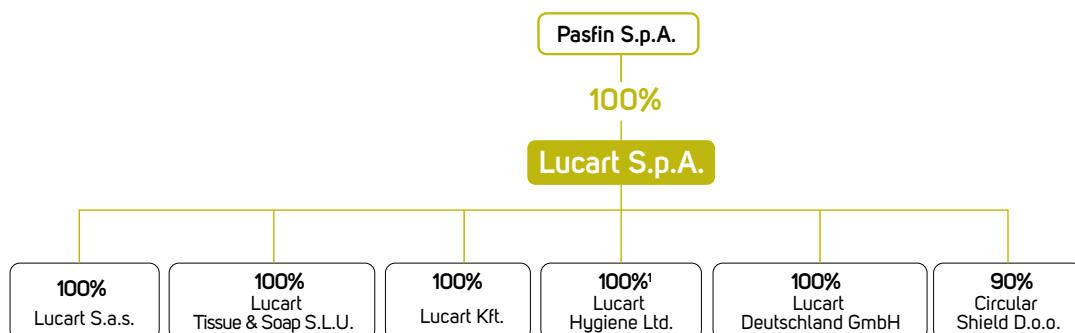 Pasfin S.p.A.
100%
Lucart S.p.A.
100%
Lucart S.a.s.
100%
Lucart
Tissue & Soap S.L.U.
100%
Lucart Kft.
100%¹
Lucart
Hygiene Ltd.
100%
Lucart
Deutschland GmbH
90%
Circular
Shield D.o.o.